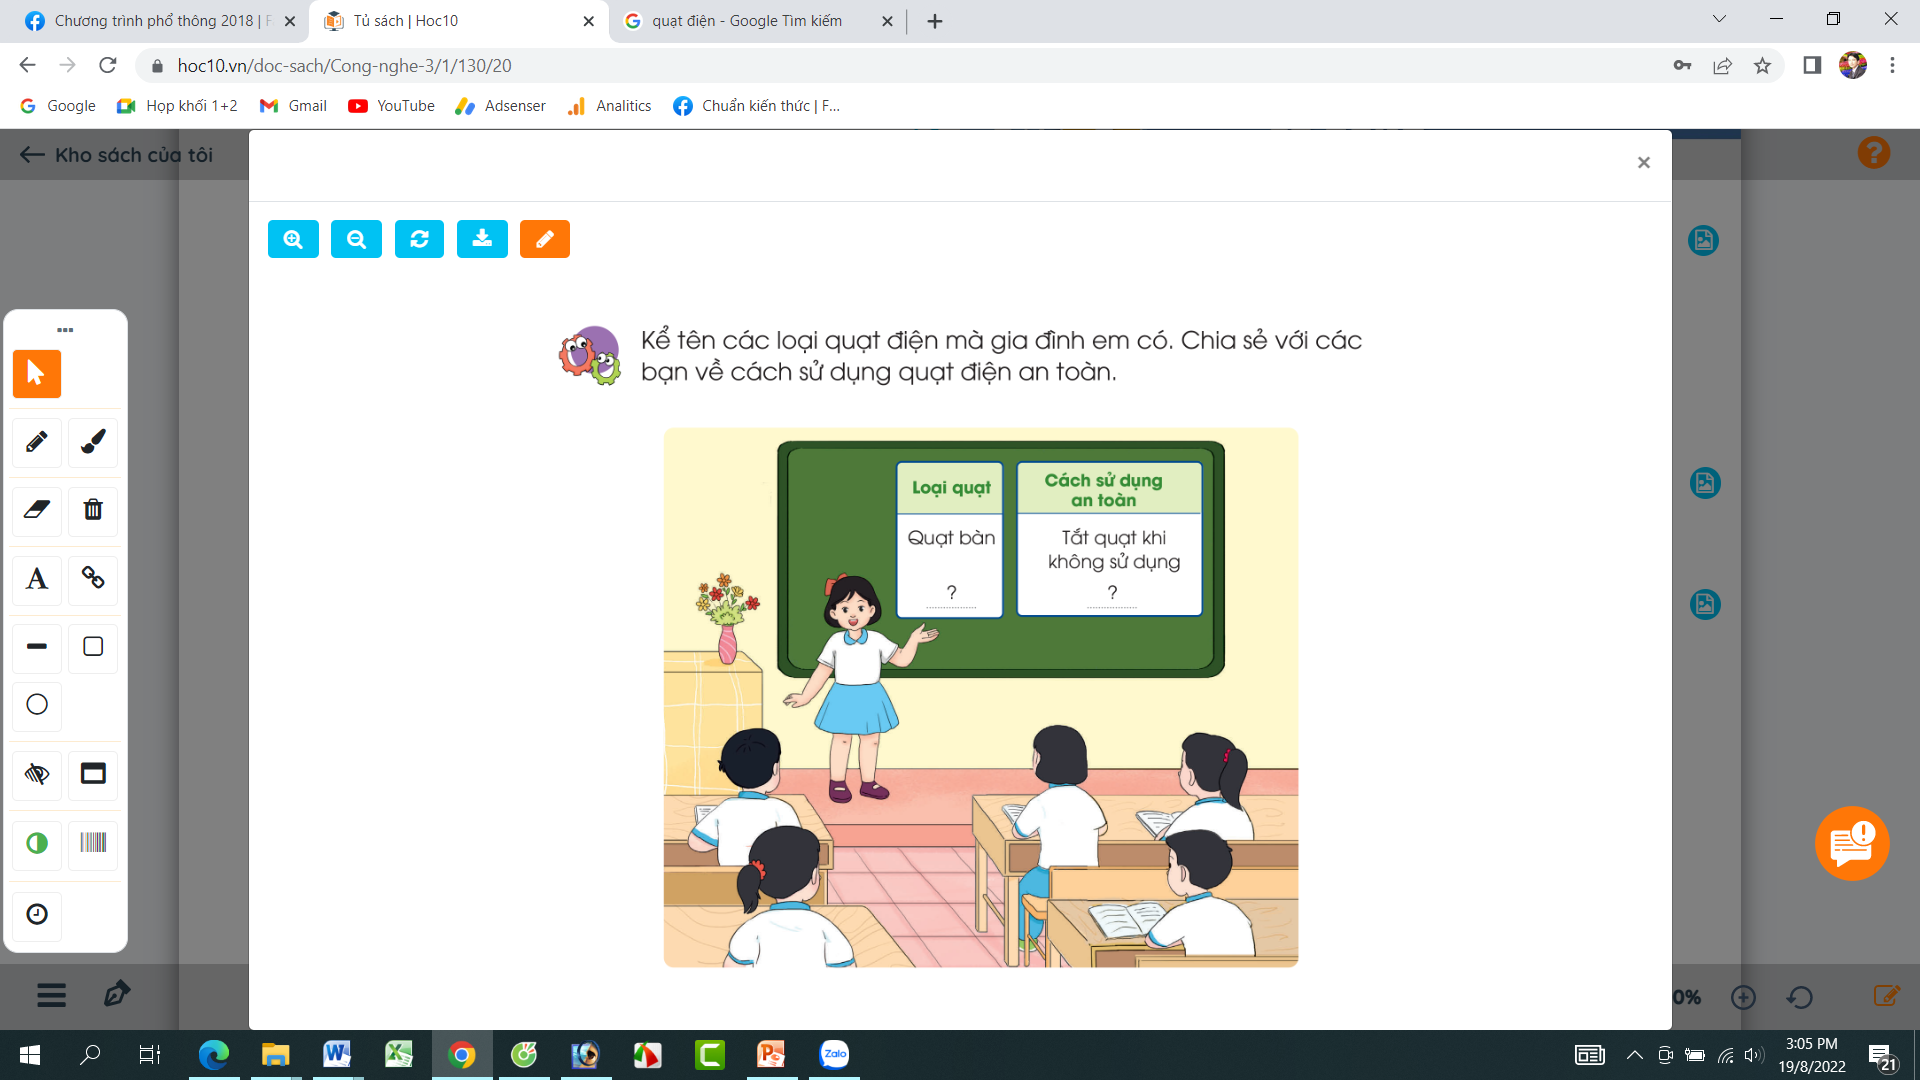 Chương trình phổ thông 2018 | F
Tủ sách | Hoc10
quạt điện - Google Tìm kiếm
hoc10.vn/doc-sach/Cong-nghe-3/1/130/20
Google
Họp khối 1+2
Gmail
YouTube
Adsenser
Analitics
Chuẩn kiến thức | F...
Kho sách của tôi
Kể tên các loại quạt điện mà gia đình em có. Chia sẻ với các
bạn về cách sử dụng quạt điện an toàn.
Loại quạt
Quạt bàn
?
Cách sử dụng
an toàn
Tắt quạt khi
không sử dụng
?
A
0%
Zalo
3:05 PM
19/8/2022
21